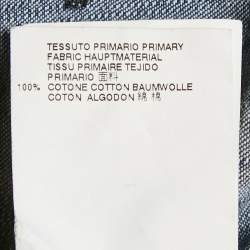 TESSUTO PRIMARIO PRIMARY
FABRIC HAUPTMATERIAL
TISSU PRIMAIRE TEJIDO
PRIMARIO 面料
100% COTONE COTTON BAUMWOLLE
COTON ALGODON 綿 棉